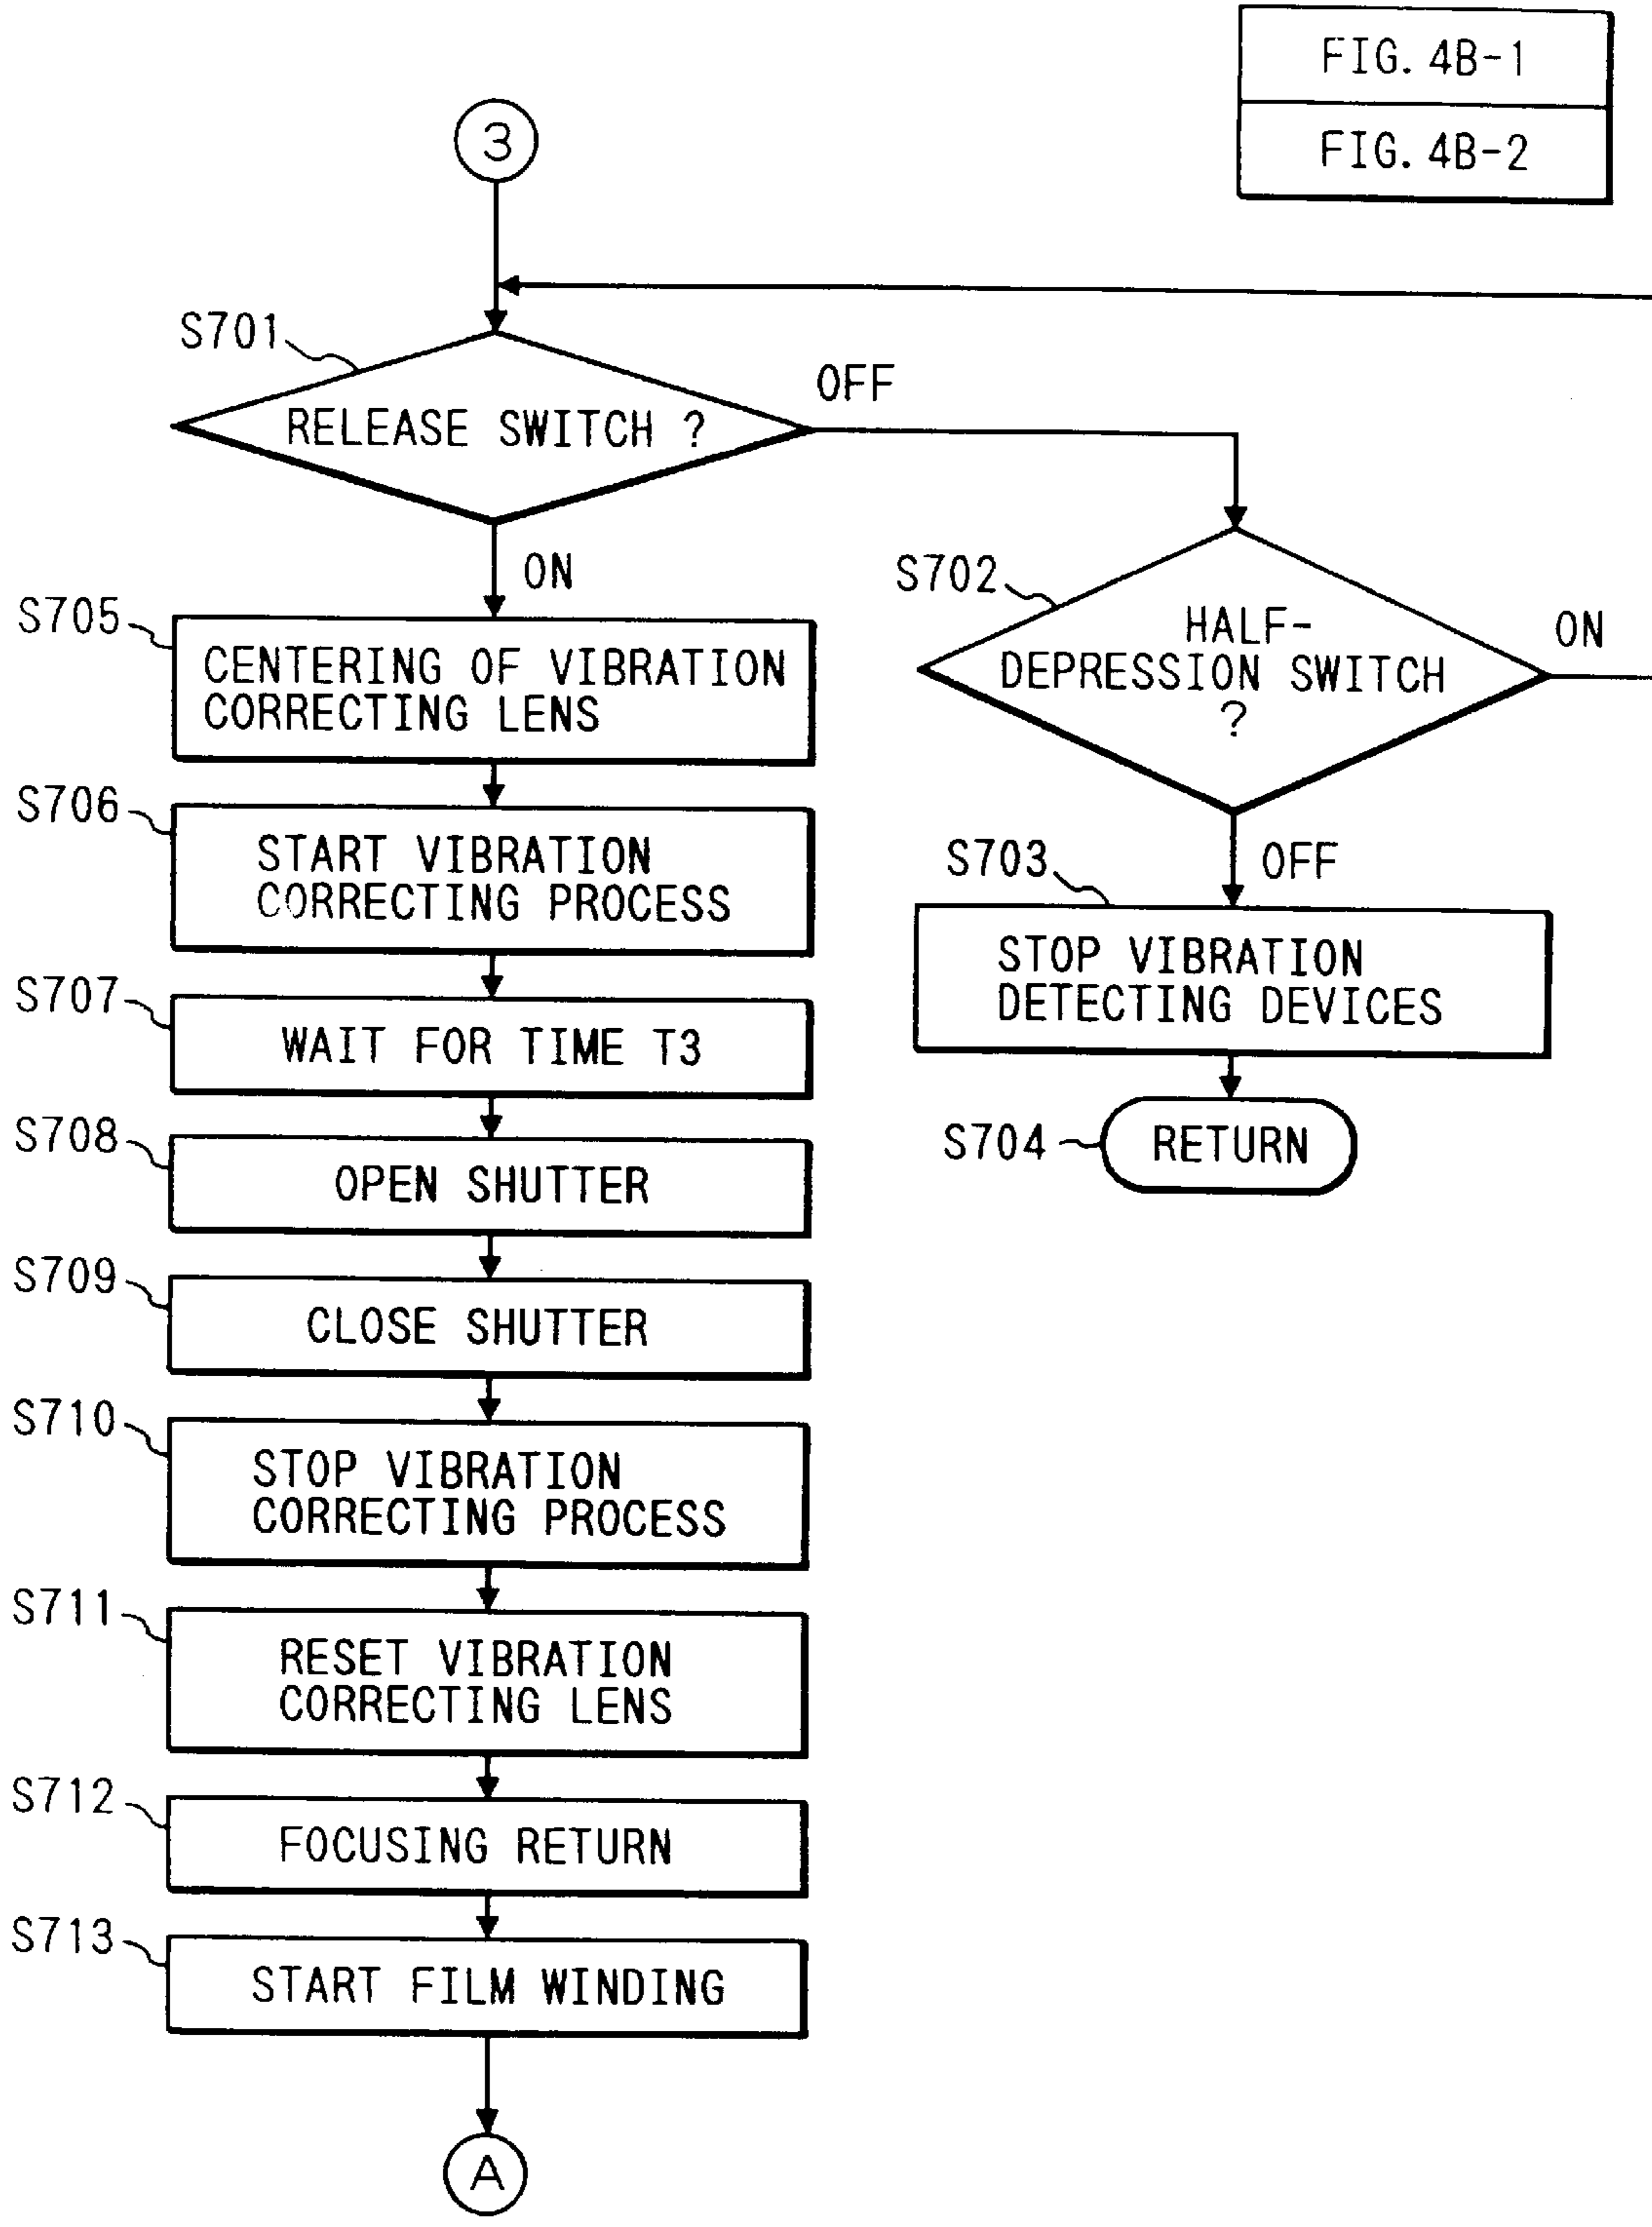 FIG. 4B-1
FIG. 4B-2
3
S701
RELEASE SWITCH ?
OFF
ON
S702
HALF-
DEPRESSION SWITCH
?
ON
OFF
S703
STOP VIBRATION
DETECTING DEVICES
S704
RETURN
S705
CENTERING OF VIBRATION
CORRECTING LENS
S706
START VIBRATION
CORRECTING PROCESS
S707
WAIT FOR TIME T3
S708
OPEN SHUTTER
S709
CLOSE SHUTTER
S710
STOP VIBRATION
CORRECTING PROCESS
S711
RESET VIBRATION
CORRECTING LENS
S712
FOCUSING RETURN
S713
START FILM WINDING
A